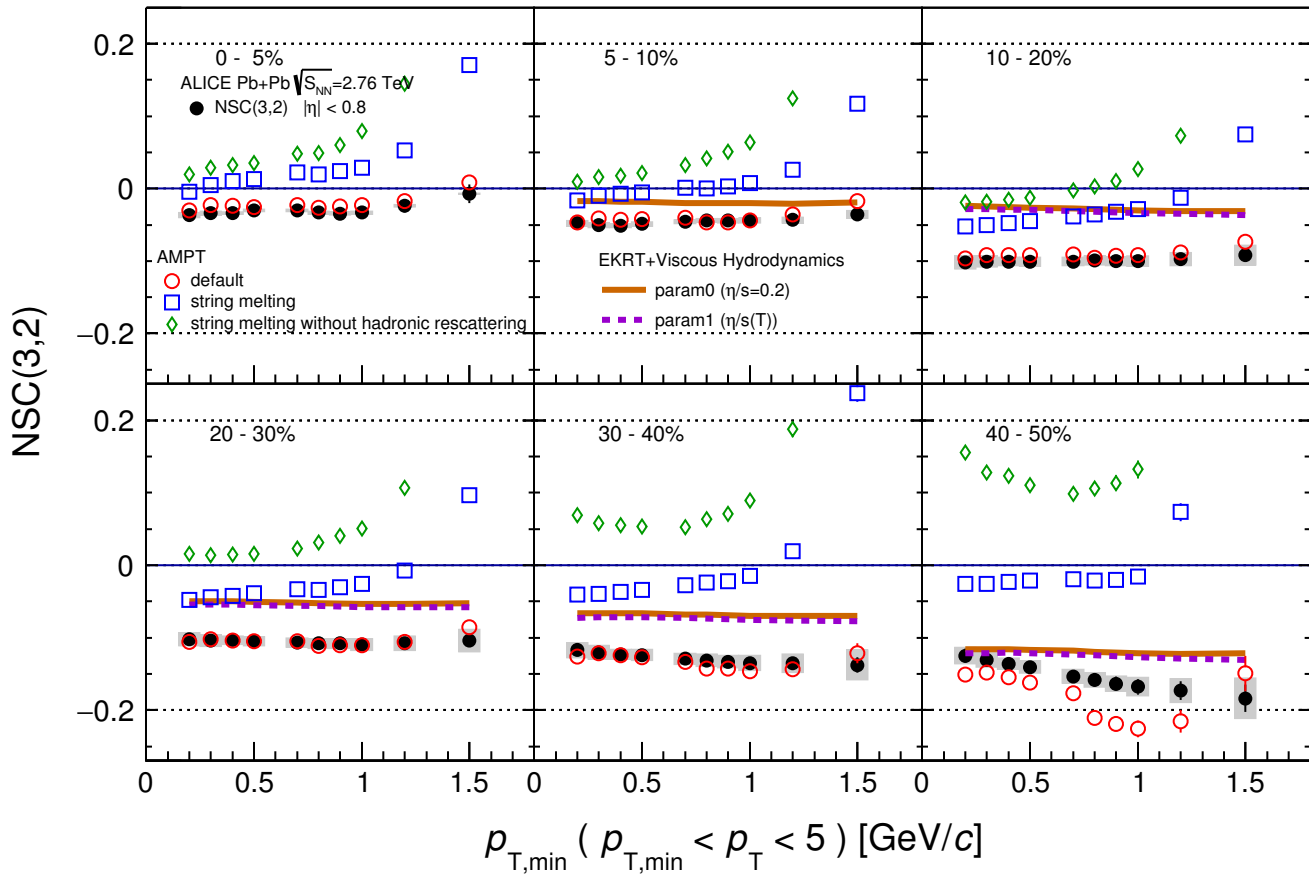 0.2
0 - 5%
5 - 10%
10 - 20%
ALICE Pb+Pb √S_NN=2.76 TeV
NSC(3,2) |η| < 0.8
0
AMPT
default
string melting
string melting without hadronic rescattering
EKRT+Viscous Hydrodynamics
param0 (η/s=0.2)
param1 (η/s(T))
−0.2
NSC(3,2)
0.2
20 - 30%
30 - 40%
40 - 50%
0
−0.2
0 0.5 1 1.5
0 0.5 1 1.5
0 0.5 1 1.5
p_T,min ( p_T,min < p_T < 5 ) [GeV/c]